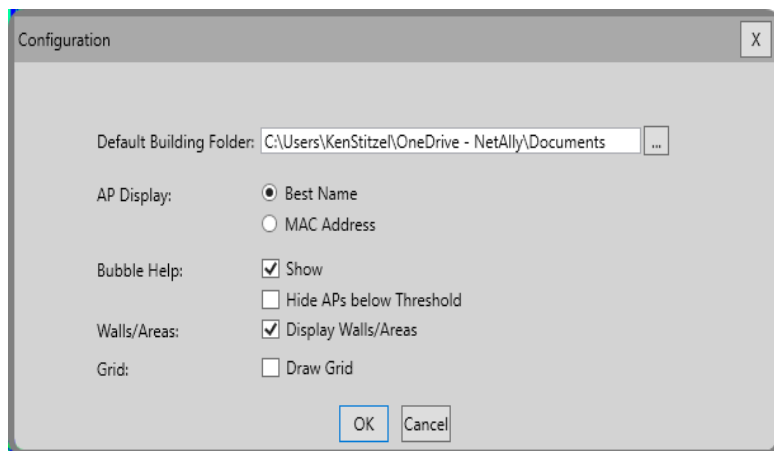 Configuration X
Default Building Folder: C:\Users\KenStitzel\OneDrive - NetAlly\Documents ...
AP Display: Best Name
MAC Address
Bubble Help: Show
Hide APs below Threshold
Walls/Areas: Display Walls/Areas
Grid: Draw Grid
OK Cancel